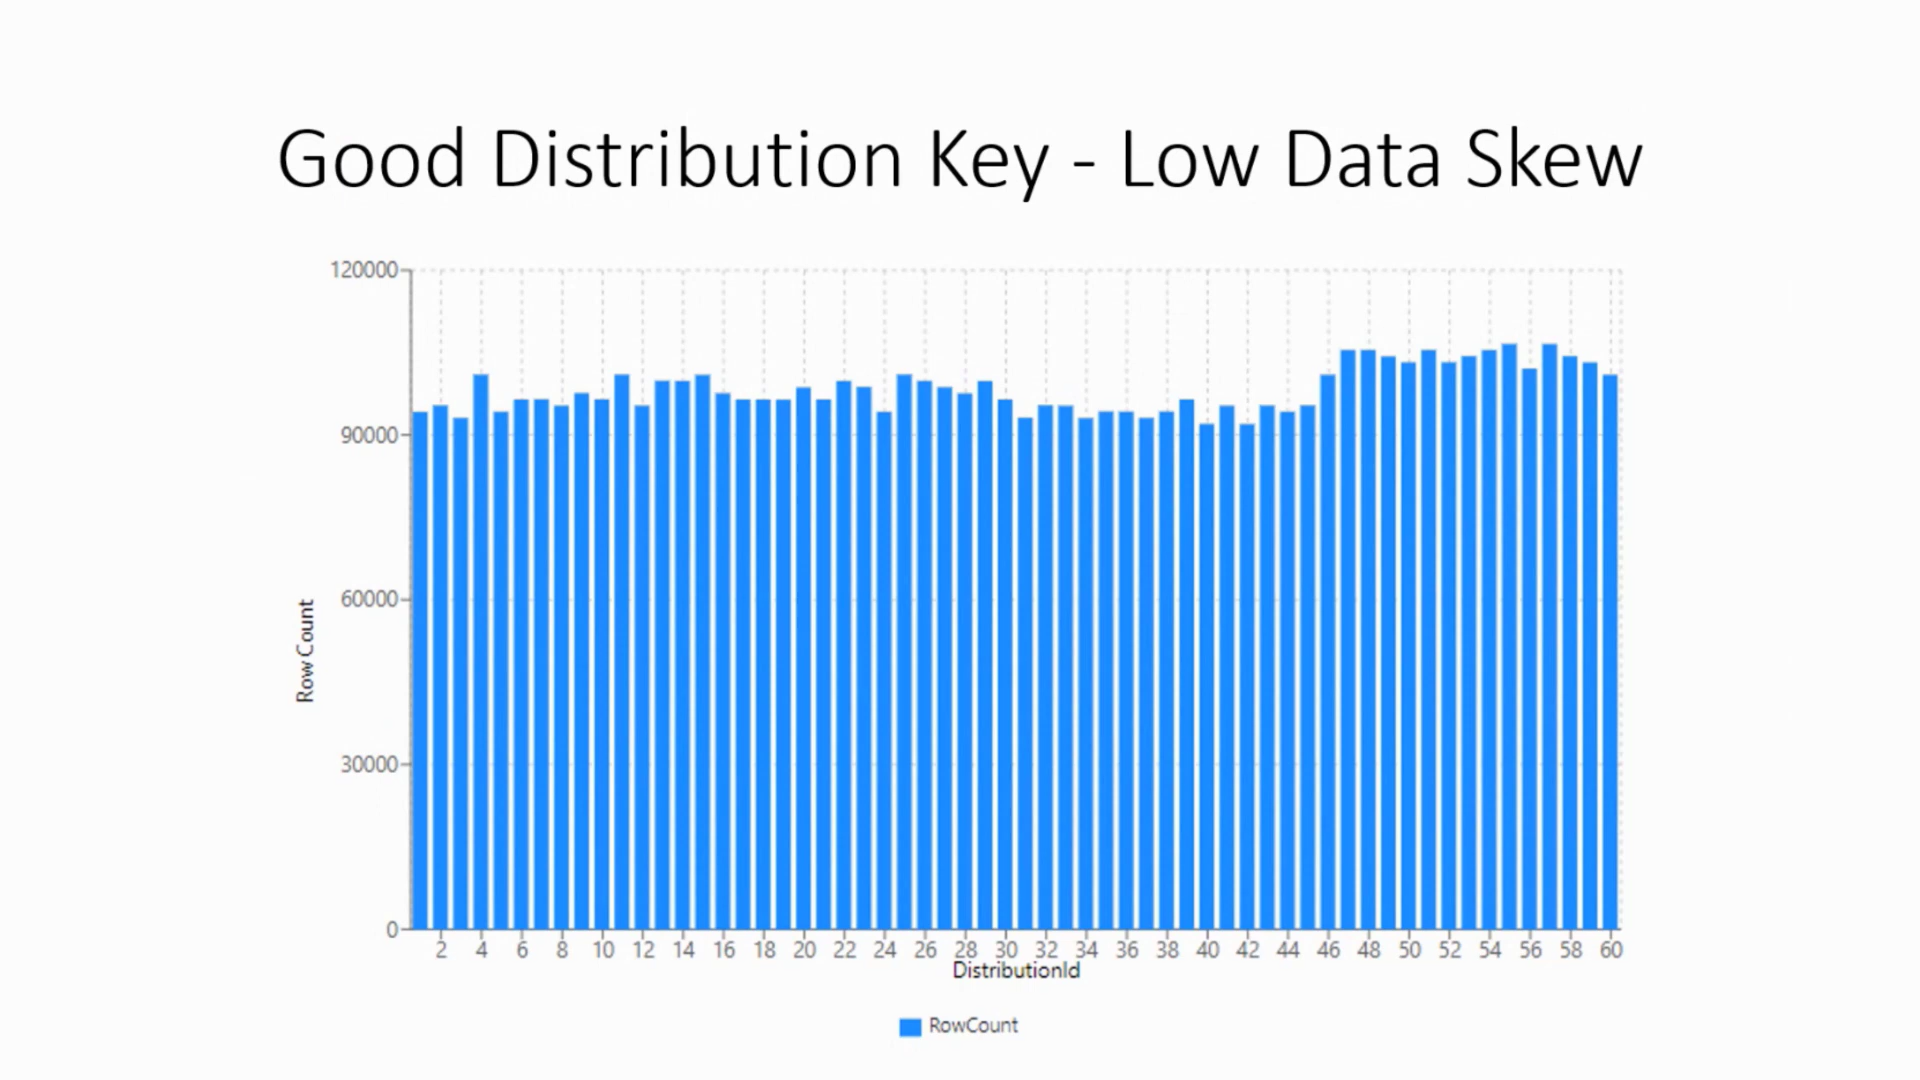 Good Distribution Key - Low Data Skew
120000
90000
60000
30000
0
Row Count
2 4 6 8 10 12 14 16 18 20 22 24 26 28 30 32 34 36 38 40 42 44 46 48 50 52 54 56 58 60
DistributionId
RowCount